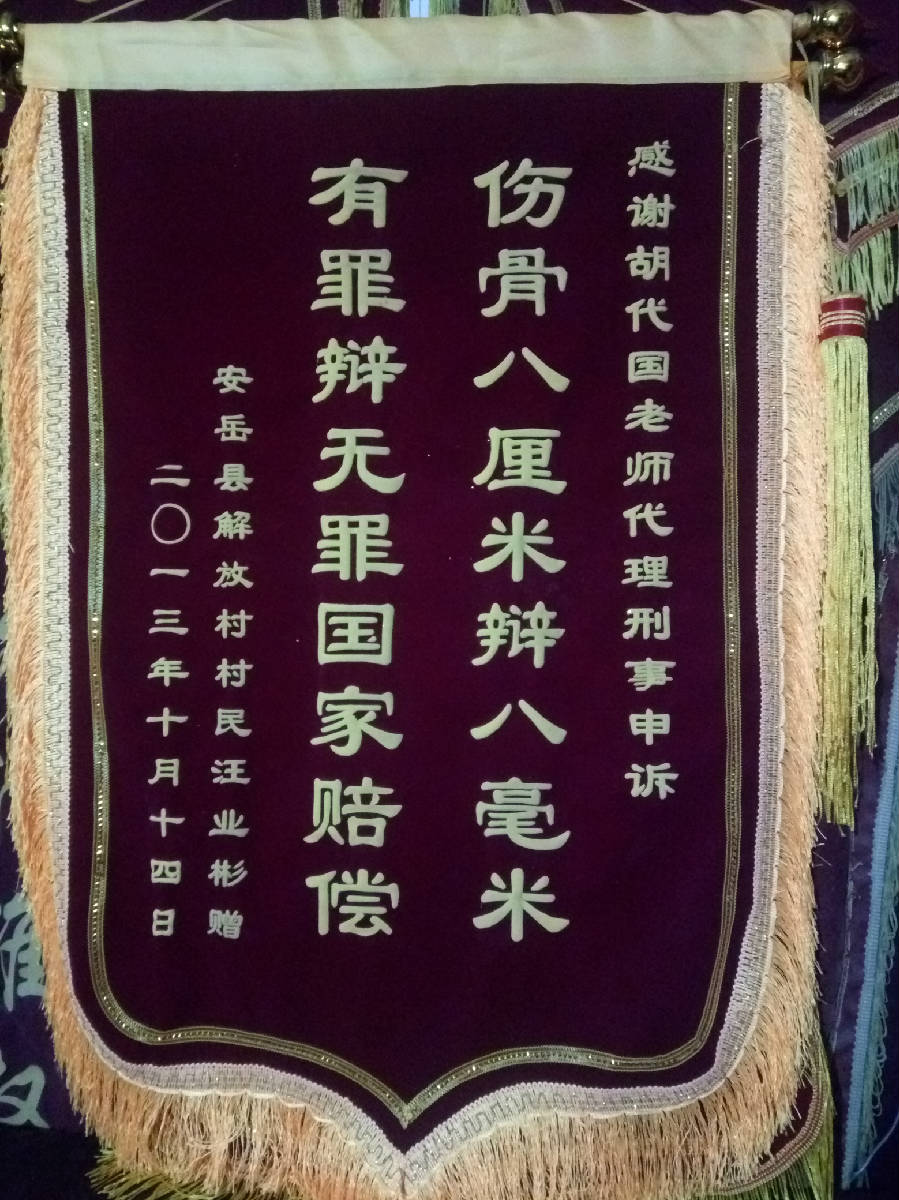 感谢胡代国老师代理刑事申诉
伤骨八厘米辩八毫米
有罪辩无罪国家赔偿
安岳县解放村村民汪业彬赠
二〇一三年十月十四日